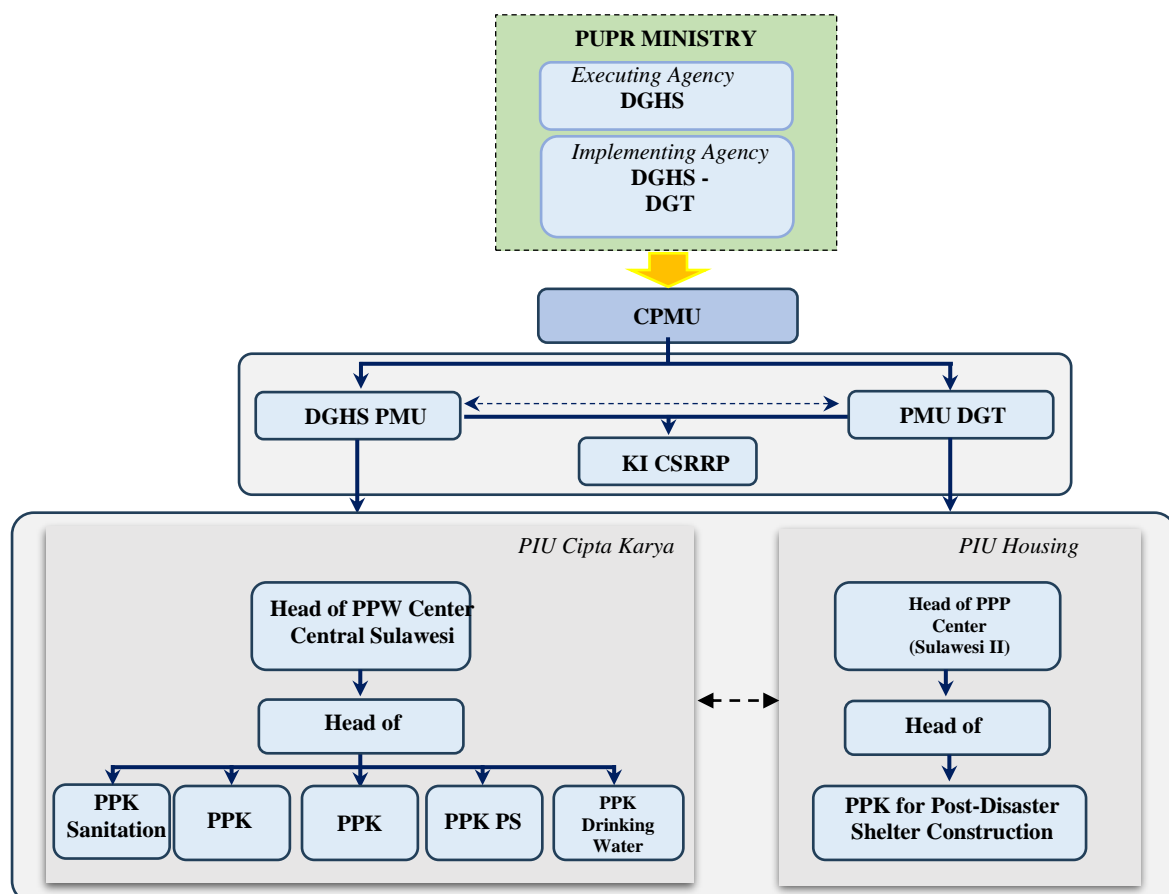 PUPR MINISTRY
Executing Agency
DGHS
Implementing Agency
DGHS -
DGT
CPMU
DGHS PMU
PMU DGT
KI CSRRP
PIU Cipta Karya
PIU Housing
Head of PPW Center
Central Sulawesi
Head of PPP
Center
(Sulawesi II)
Head of
Head of
PPK
Sanitation
PPK
PPK
PPK PS
PPK
Drinking
Water
PPK for Post-Disaster
Shelter Construction